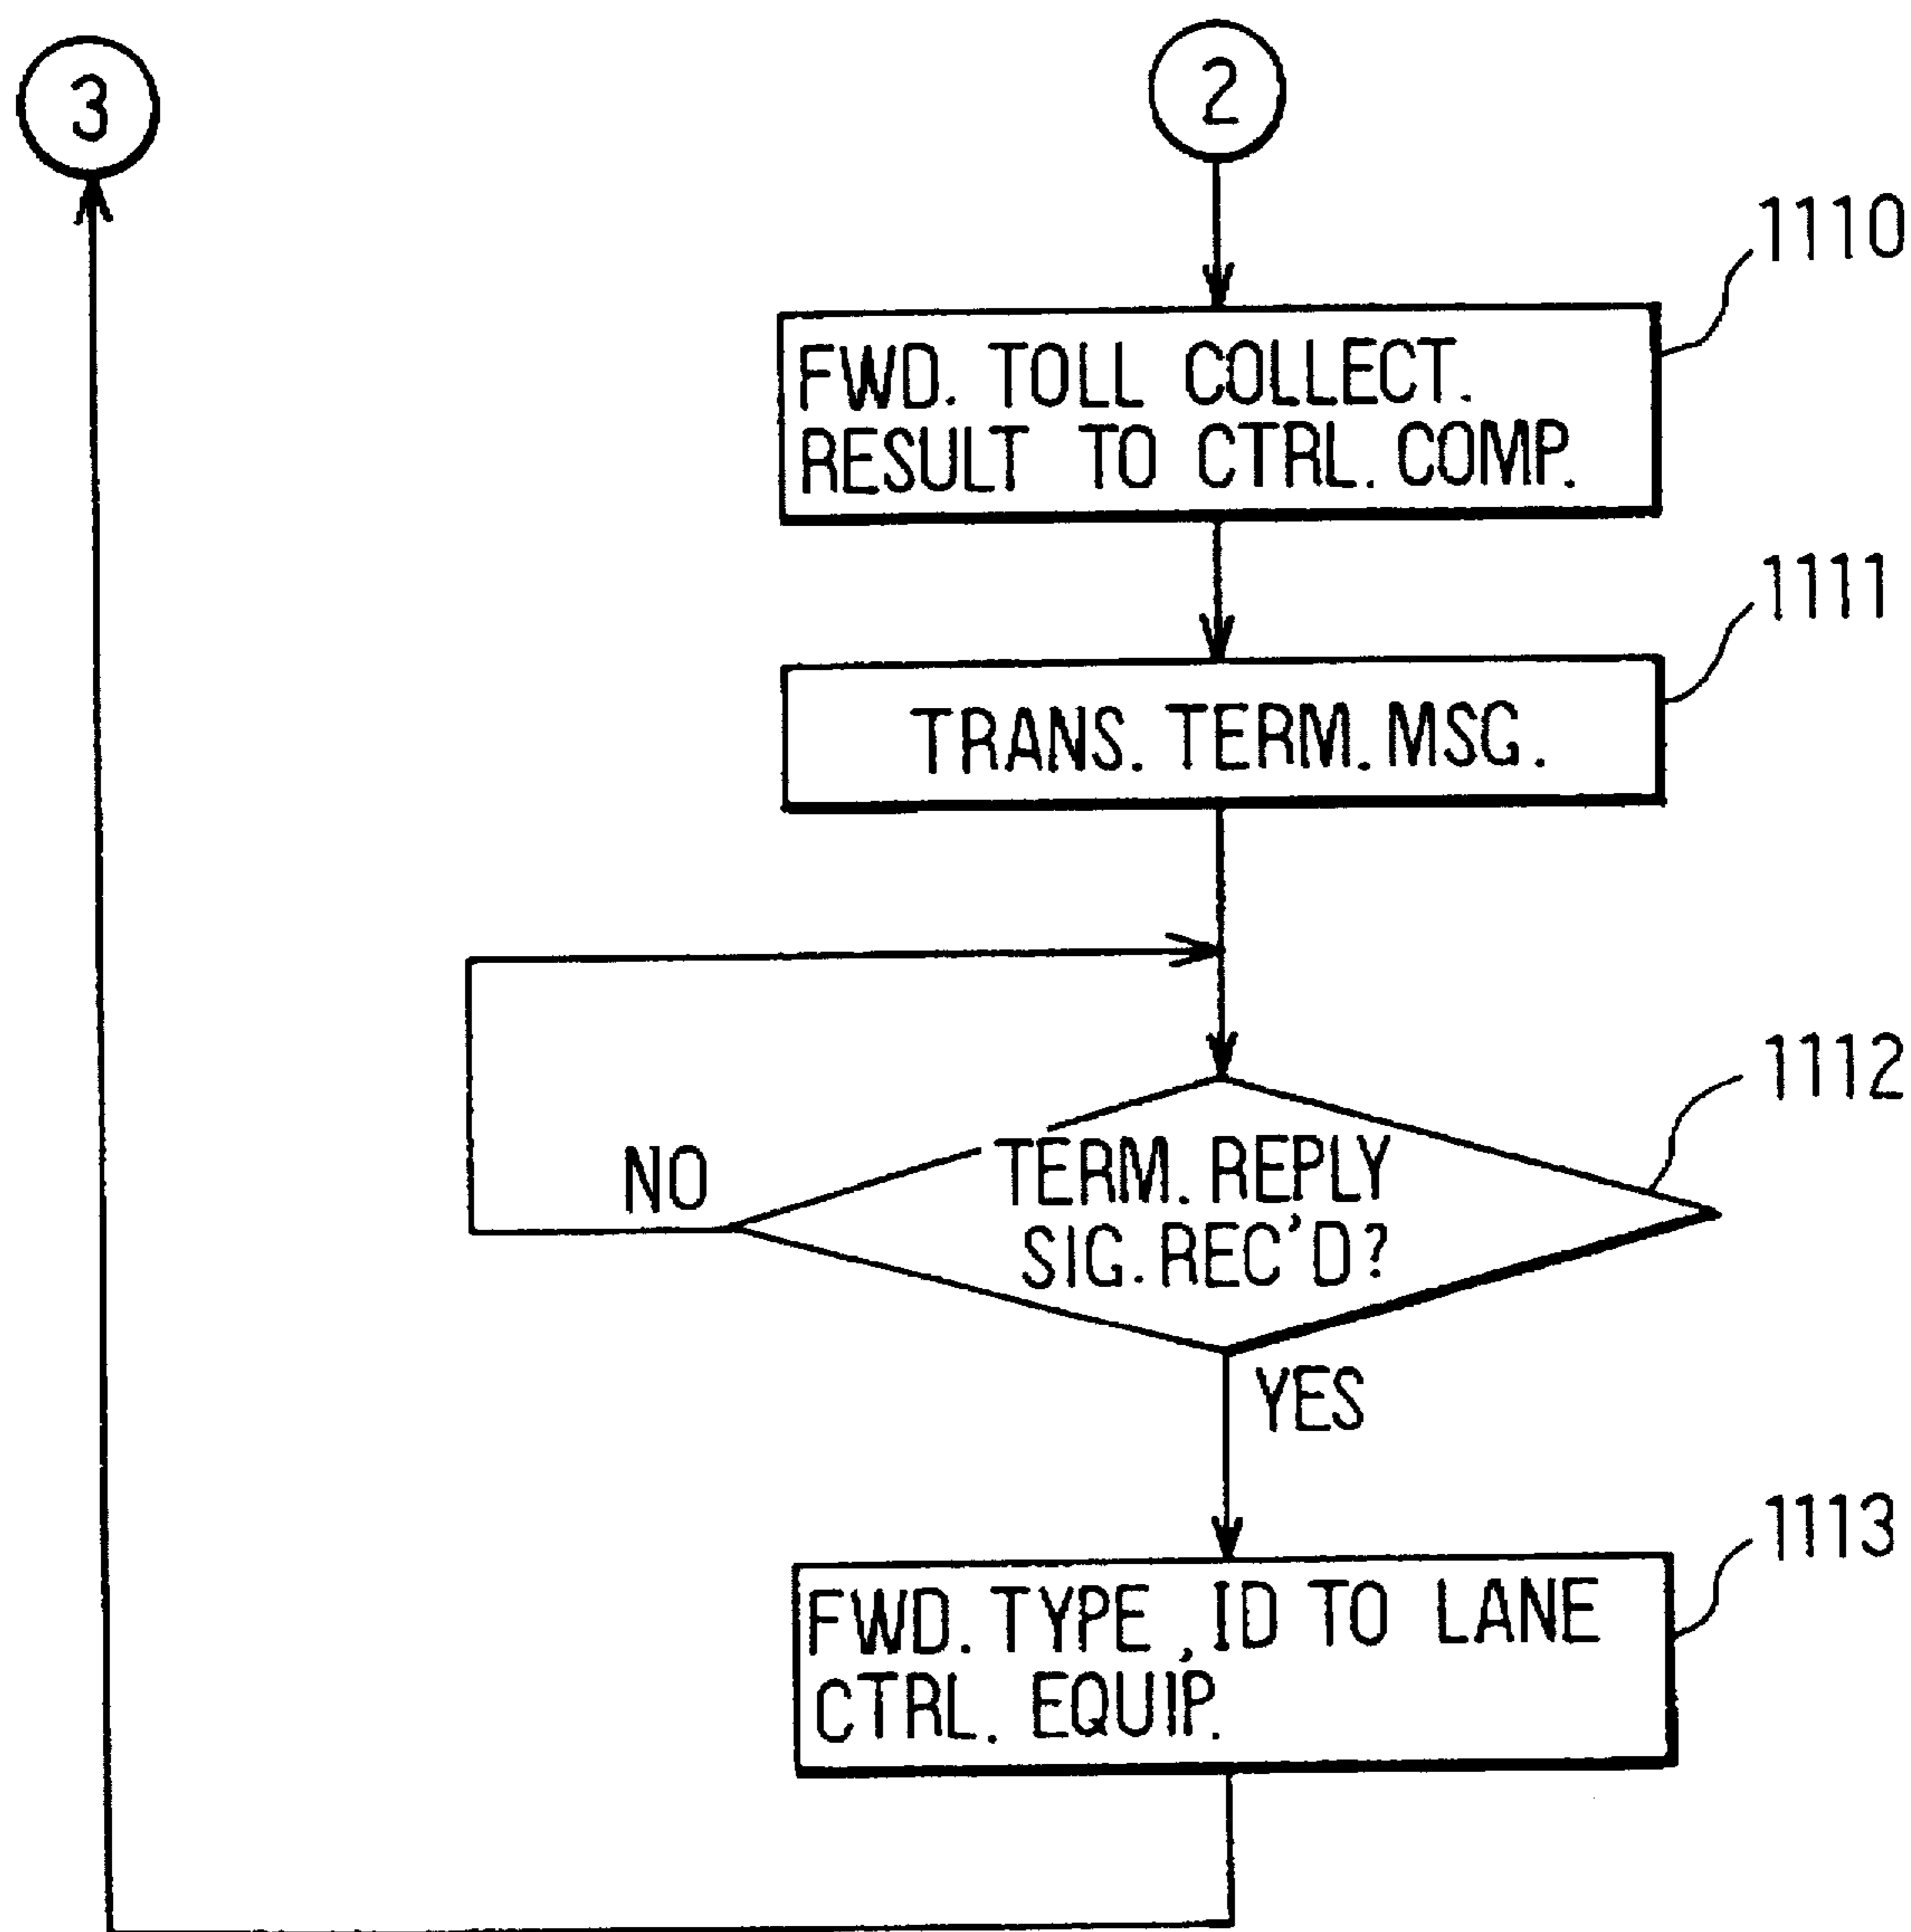 3
2
1110
FWD. TOLL COLLECT.
RESULT TO CTRL. COMP.
1111
TRANS. TERM. MSG.
1112
NO
TERM. REPLY
SIG. REC'D?
YES
1113
FWD. TYPE, ID TO LANE
CTRL. EQUIP.